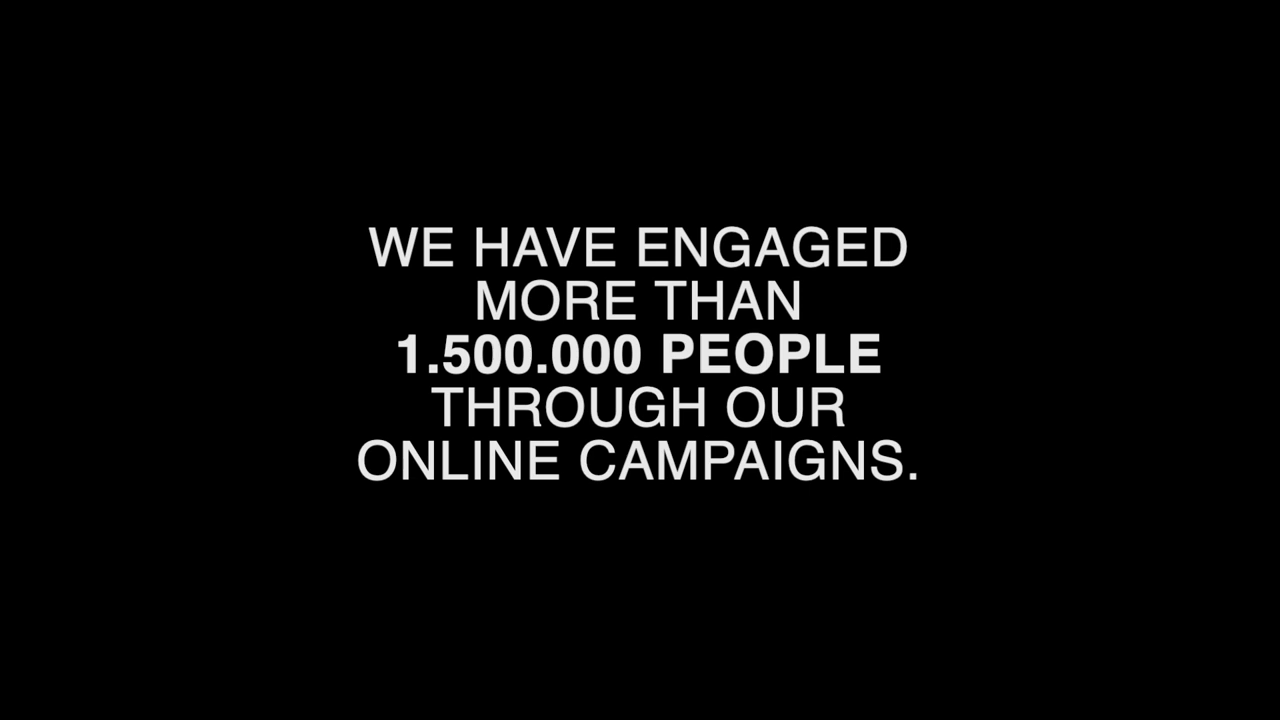 WE HAVE ENGAGED
MORE THAN
1.500.000 PEOPLE
THROUGH OUR
ONLINE CAMPAIGNS.